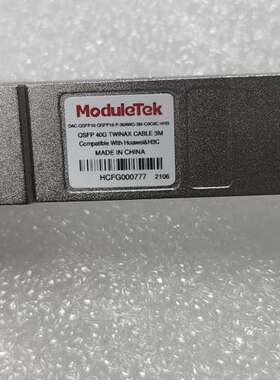 ModuleTek
QSFP 40G TWINAX CABLE 3M
Compatible With Huawei&H3C
MADE IN CHINA
HCFG000777 2106